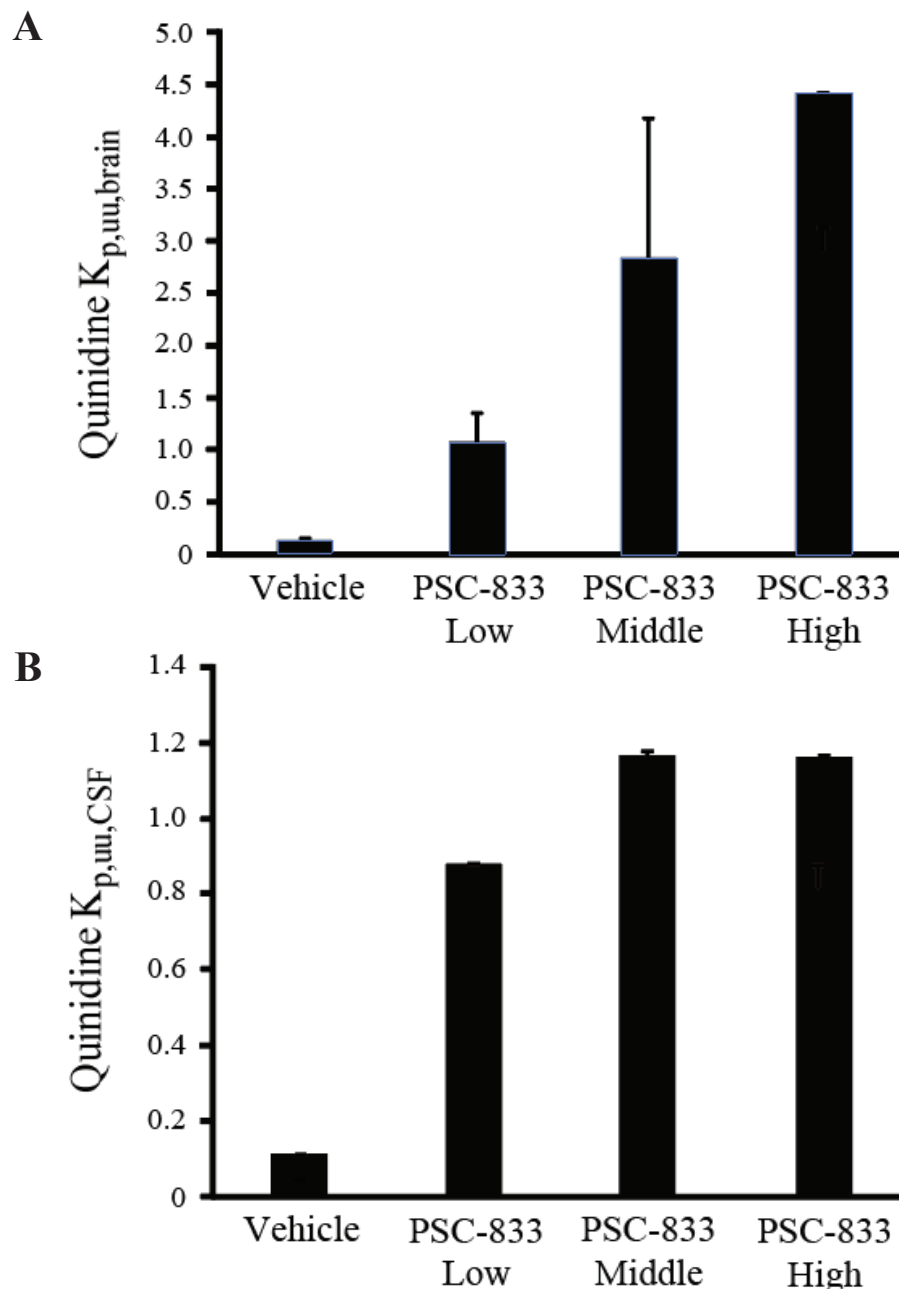 A
Quinidine Kp,uu,brain
5.0
4.5
4.0
3.5
3.0
2.5
2.0
1.5
1.0
0.5
0
Vehicle
PSC-833
Low
PSC-833
Middle
PSC-833
High
B
Quinidine Kp,uu,CSF
1.4
1.2
1.0
0.8
0.6
0.4
0.2
0
Vehicle
PSC-833
Low
PSC-833
Middle
PSC-833
High